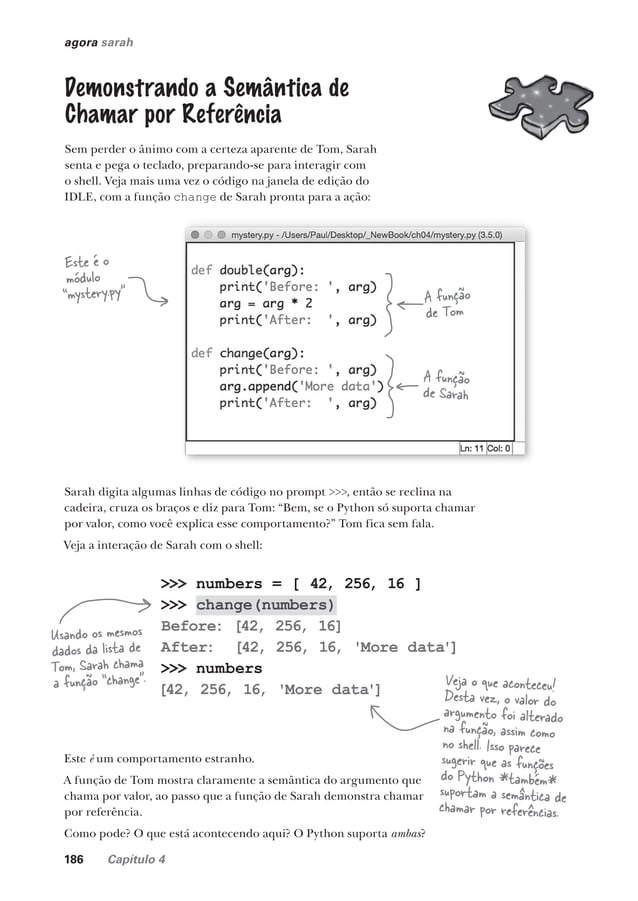 agora sarah
Demonstrando a Semântica de
Chamar por Referência
Sem perder o ânimo com a certeza aparente de Tom, Sarah
senta e pega o teclado, preparando-se para interagir com
o shell. Veja mais uma vez o código na janela de edição do
IDLE, com a função change de Sarah pronta para a ação:
mystery.py - /Users/Paul/Desktop/_NewBook/ch04/mystery.py (3.5.0)
Este é o
módulo
“mystery.py”
def double(arg):
    print('Before: ', arg)
    arg = arg * 2
    print('After:  ', arg)
A função
de Tom
def change(arg):
    print('Before: ', arg)
    arg.append('More data')
    print('After:  ', arg)
A função
de Sarah
Ln: 11 Col: 0
Sarah digita algumas linhas de código no prompt >>>, então se reclina na
cadeira, cruza os braços e diz para Tom: “Bem, se o Python só suporta chamar
por valor, como você explica esse comportamento?” Tom fica sem fala.
Veja a interação de Sarah com o shell:
>>> numbers = [ 42, 256, 16 ]
>>> change(numbers)
Before: [42, 256, 16]
After:  [42, 256, 16, 'More data']
>>> numbers
[42, 256, 16, 'More data']
Usando os mesmos
dados da lista de
Tom, Sarah chama
a função “change”.
Veja o que aconteceu!
Desta vez, o valor do
argumento foi alterado
na função, assim como
no shell. Isso parece
sugerir que as funções
do Python *também*
suportam a semântica de
chamar por referências.
Este é um comportamento estranho.
A função de Tom mostra claramente a semântica do argumento que
chama por valor, ao passo que a função de Sarah demonstra chamar
por referência.
Como pode? O que está acontecendo aqui? O Python suporta ambas?
186 Capítulo 4